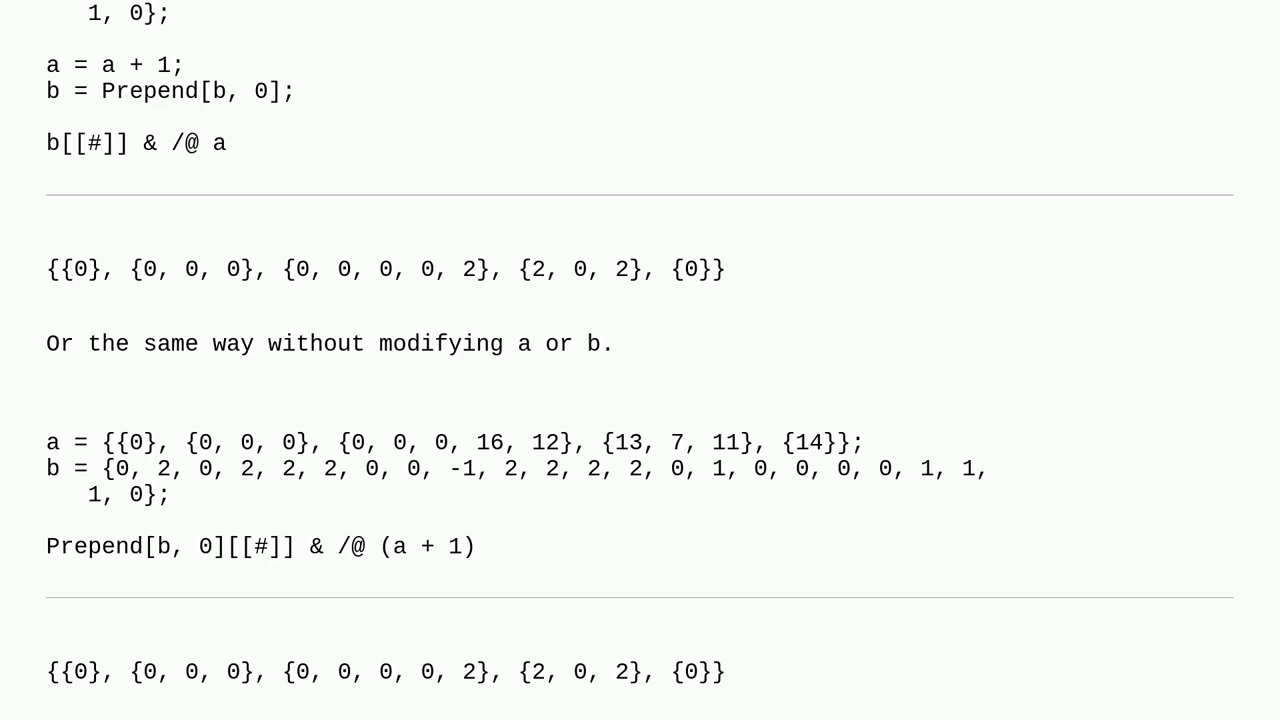 1, 0};
a = a + 1;
b = Prepend[b, 0];
b[[#]] & /@ a
{{0}, {0, 0, 0}, {0, 0, 0, 0, 2}, {2, 0, 2}, {0}}
Or the same way without modifying a or b.
a = {{0}, {0, 0, 0}, {0, 0, 0, 16, 12}, {13, 7, 11}, {14}};
b = {0, 2, 0, 2, 2, 2, 0, 0, -1, 2, 2, 2, 2, 0, 1, 0, 0, 0, 0, 1, 1,
1, 0};
Prepend[b, 0][[#]] & /@ (a + 1)
{{0}, {0, 0, 0}, {0, 0, 0, 0, 2}, {2, 0, 2}, {0}}